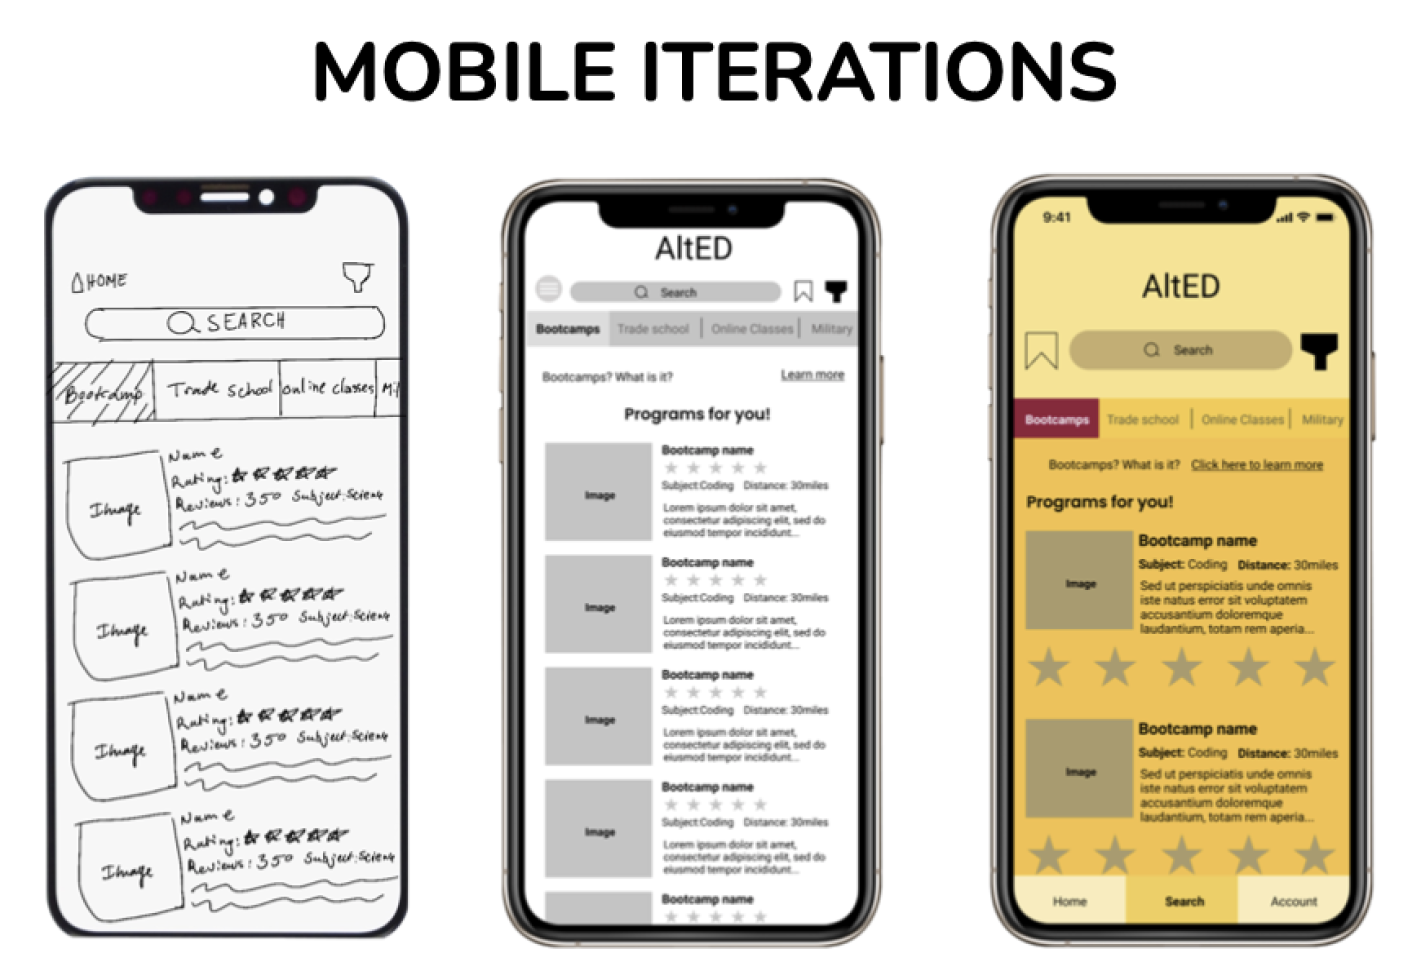 MOBILE ITERATIONS
HOME
SEARCH
Bootcamp Trade school online classes Mi
Name
Rating:
Reviews: 350 Subject: Science
Image
Name
Rating:
Reviews: 350 Subject: Science
Image
Name
Rating:
Reviews: 350 Subject: Science
Image
Name
Rating:
Reviews: 350 Subject: Science
Image
AltED
Search
Bootcamps Trade school Online Classes Military
Bootcamps? What is it? Learn more
Programs for you!
Image
Bootcamp name
Subject:Coding Distance: 30miles
Lorem ipsum dolor sit amet,
consectetur adipiscing elit, sed do
eiusmod tempor incididunt...
Image
Bootcamp name
Subject:Coding Distance: 30miles
Lorem ipsum dolor sit amet,
consectetur adipiscing elit, sed do
eiusmod tempor incididunt...
Image
Bootcamp name
Subject:Coding Distance: 30miles
Lorem ipsum dolor sit amet,
consectetur adipiscing elit, sed do
eiusmod tempor incididunt...
Image
Bootcamp name
Subject:Coding Distance: 30miles
Lorem ipsum dolor sit amet,
consectetur adipiscing elit, sed do
eiusmod tempor incididunt...
Bootcamp name
9:41
AltED
Search
Bootcamps Trade school Online Classes Military
Bootcamps? What is it? Click here to learn more
Programs for you!
Image
Bootcamp name
Subject: Coding Distance: 30miles
Sed ut perspiciatis unde omnis
iste natus error sit voluptatem
accusantium doloremque
laudantium, totam rem aperia...
Image
Bootcamp name
Subject: Coding Distance: 30miles
Sed ut perspiciatis unde omnis
iste natus error sit voluptatem
accusantium doloremque
laudantium, totam rem aperia...
Home Search Account